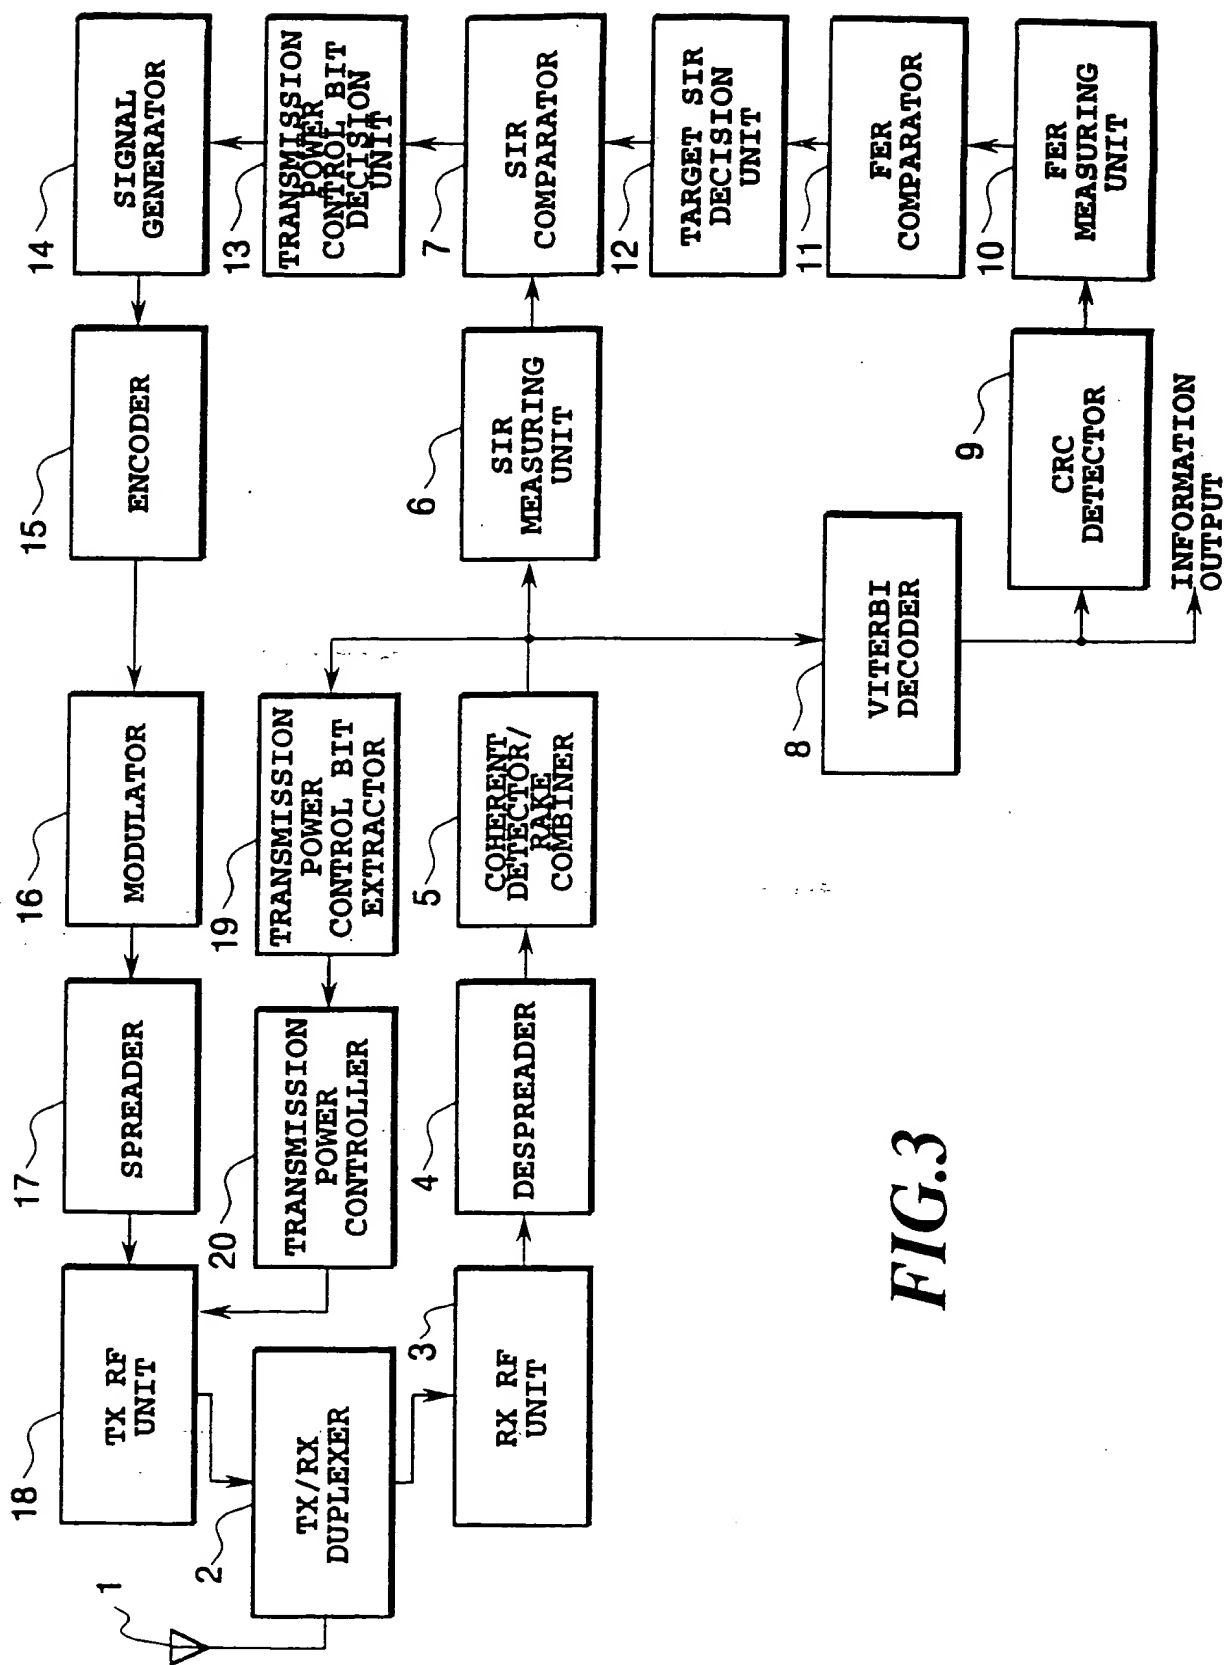 1
2
TX/RX
DUPLEXER
18
TX RF
UNIT
17
SPREADER
16
MODULATOR
15
ENCODER
14
SIGNAL
GENERATOR
20
TRANSMISSION
POWER
CONTROLLER
19
TRANSMISSION
POWER
CONTROL BIT
EXTRACTOR
13
TRANSMISSION
POWER
CONTROL BIT
DECISION
UNIT
3
RX RF
UNIT
4
DESPREADER
5
COHERENT
DETECTOR/
RAKE
COMBINER
6
SIR
MEASURING
UNIT
7
SIR
COMPARATOR
12
TARGET SIR
DECISION
UNIT
8
VITERBI
DECODER
11
FER
COMPARATOR
9
CRC
DETECTOR
10
FER
MEASURING
UNIT
INFORMATION
OUTPUT
FIG.3